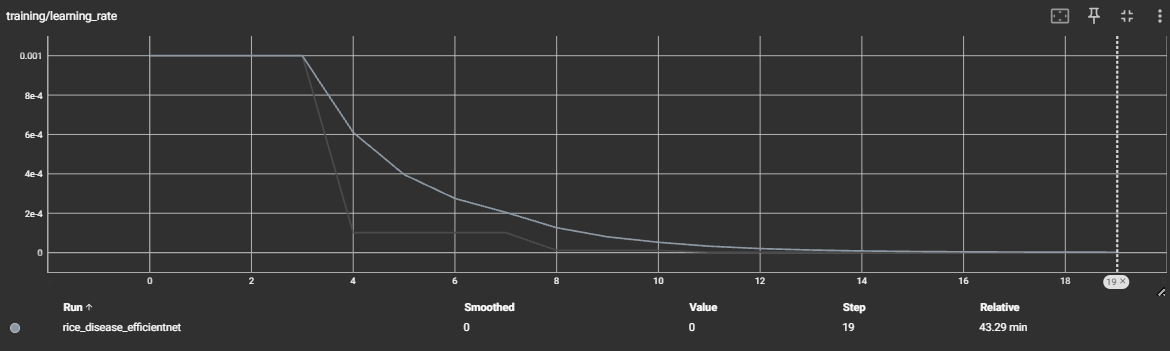 training/learning_rate
0.001
8e-4
6e-4
4e-4
2e-4
0
0 2 4 6 8 10 12 14 16 18 19 ×
Run ↑ Smoothed Value Step Relative
rice_disease_efficientnet 0 0 19 43.29 min